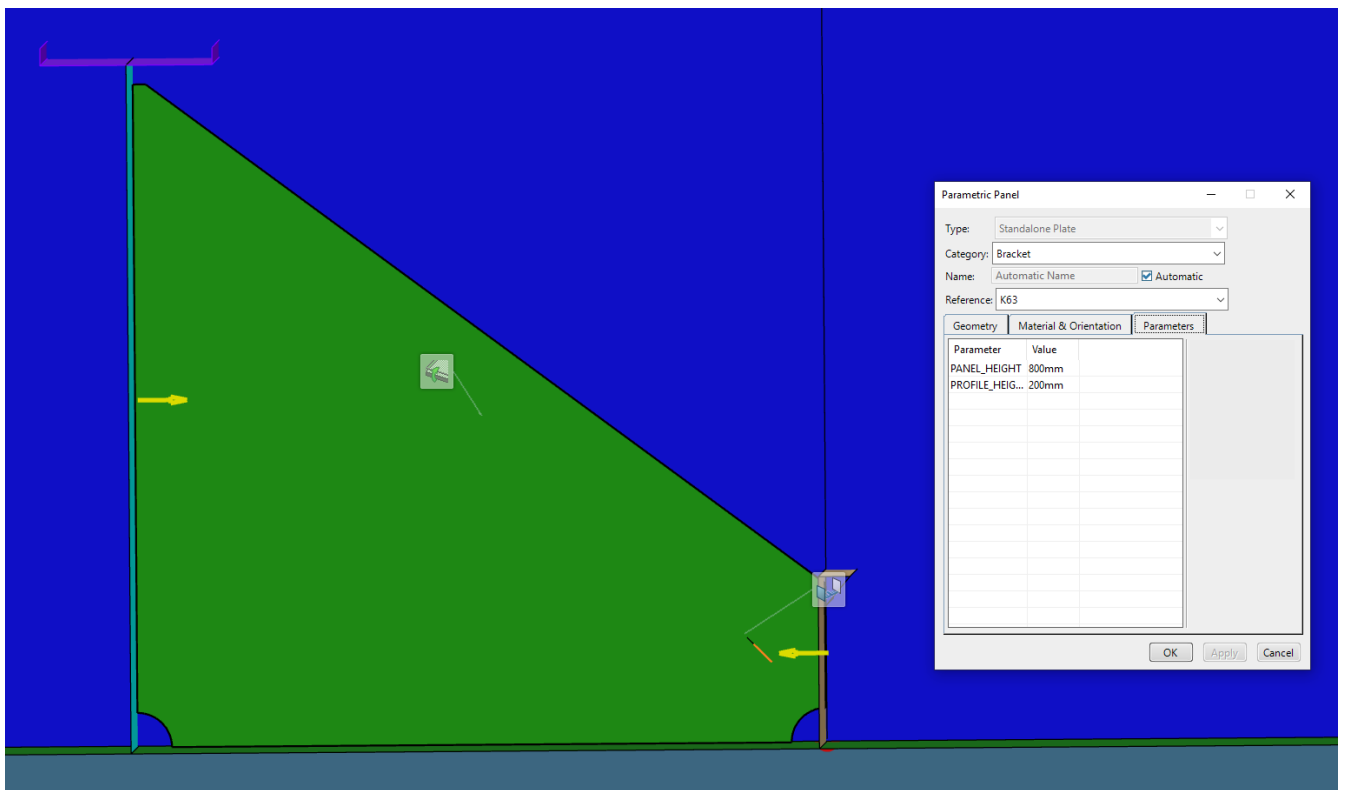 Parametric Panel
Type: Standalone Plate
Category: Bracket
Name: Automatic Name Automatic
Reference: K63
Geometry Material & Orientation Parameters
Parameter Value
PANEL_HEIGHT 800mm
PROFILE_HEIG... 200mm
OK Apply Cancel